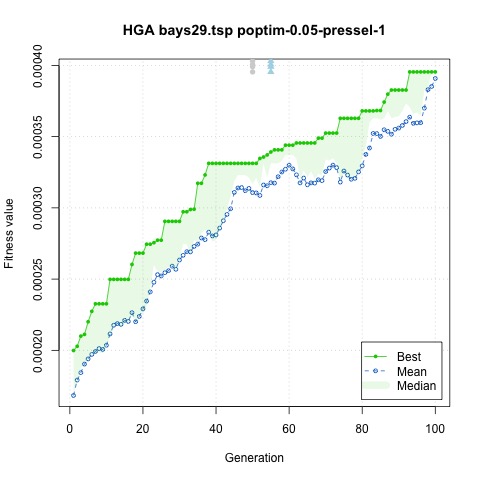 HGA bays29.tsp poptim-0.05-pressel-1
Fitness value
0.00040
0.00035
0.00030
0.00025
0.00020
Best
Mean
Median
0 20 40 60 80 100
Generation